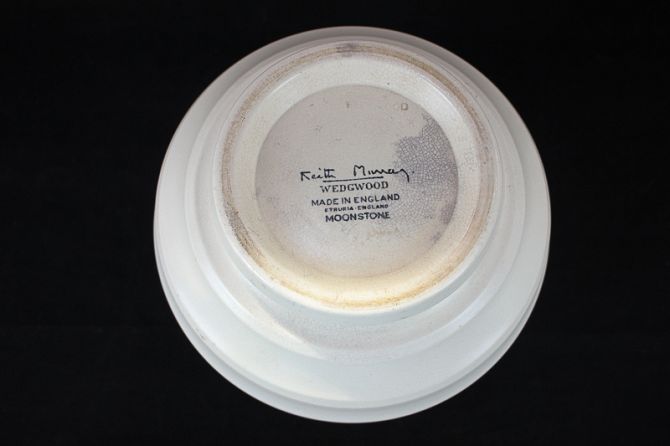 Keith Murray.
WEDGWOOD
MADE IN ENGLAND
ETRURIA·ENGLAND
MOONSTONE